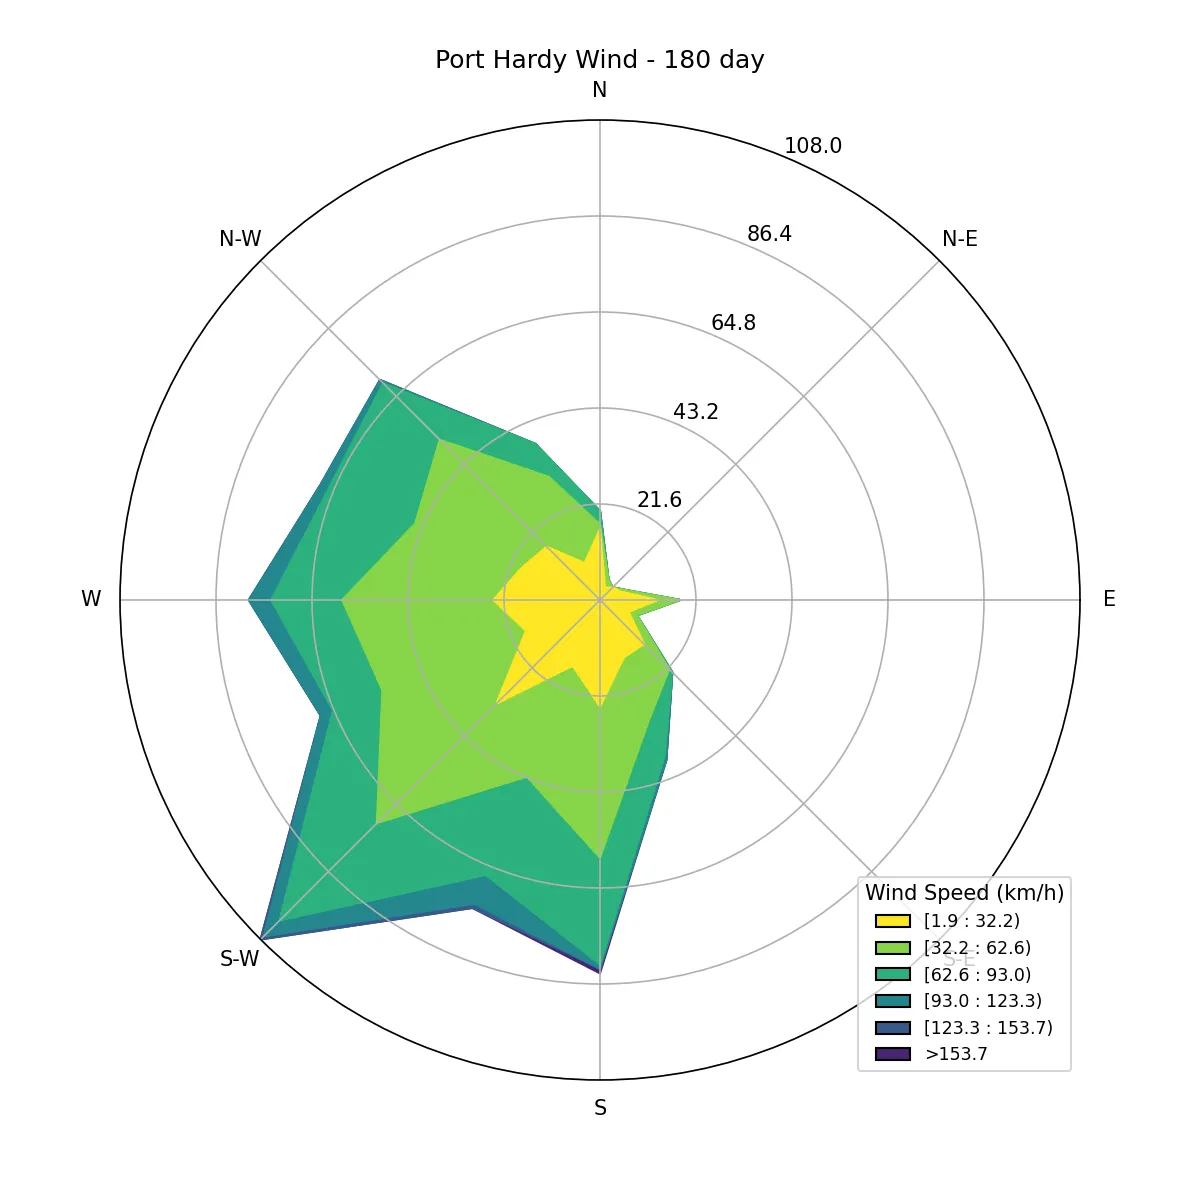 Port Hardy Wind - 180 day
N
108.0
86.4
N-W
N-E
64.8
43.2
21.6
W
E
S-W
S-E
Wind Speed (km/h)
[1.9 : 32.2)
[32.2 : 62.6)
[62.6 : 93.0)
[93.0 : 123.3)
[123.3 : 153.7)
>153.7
S